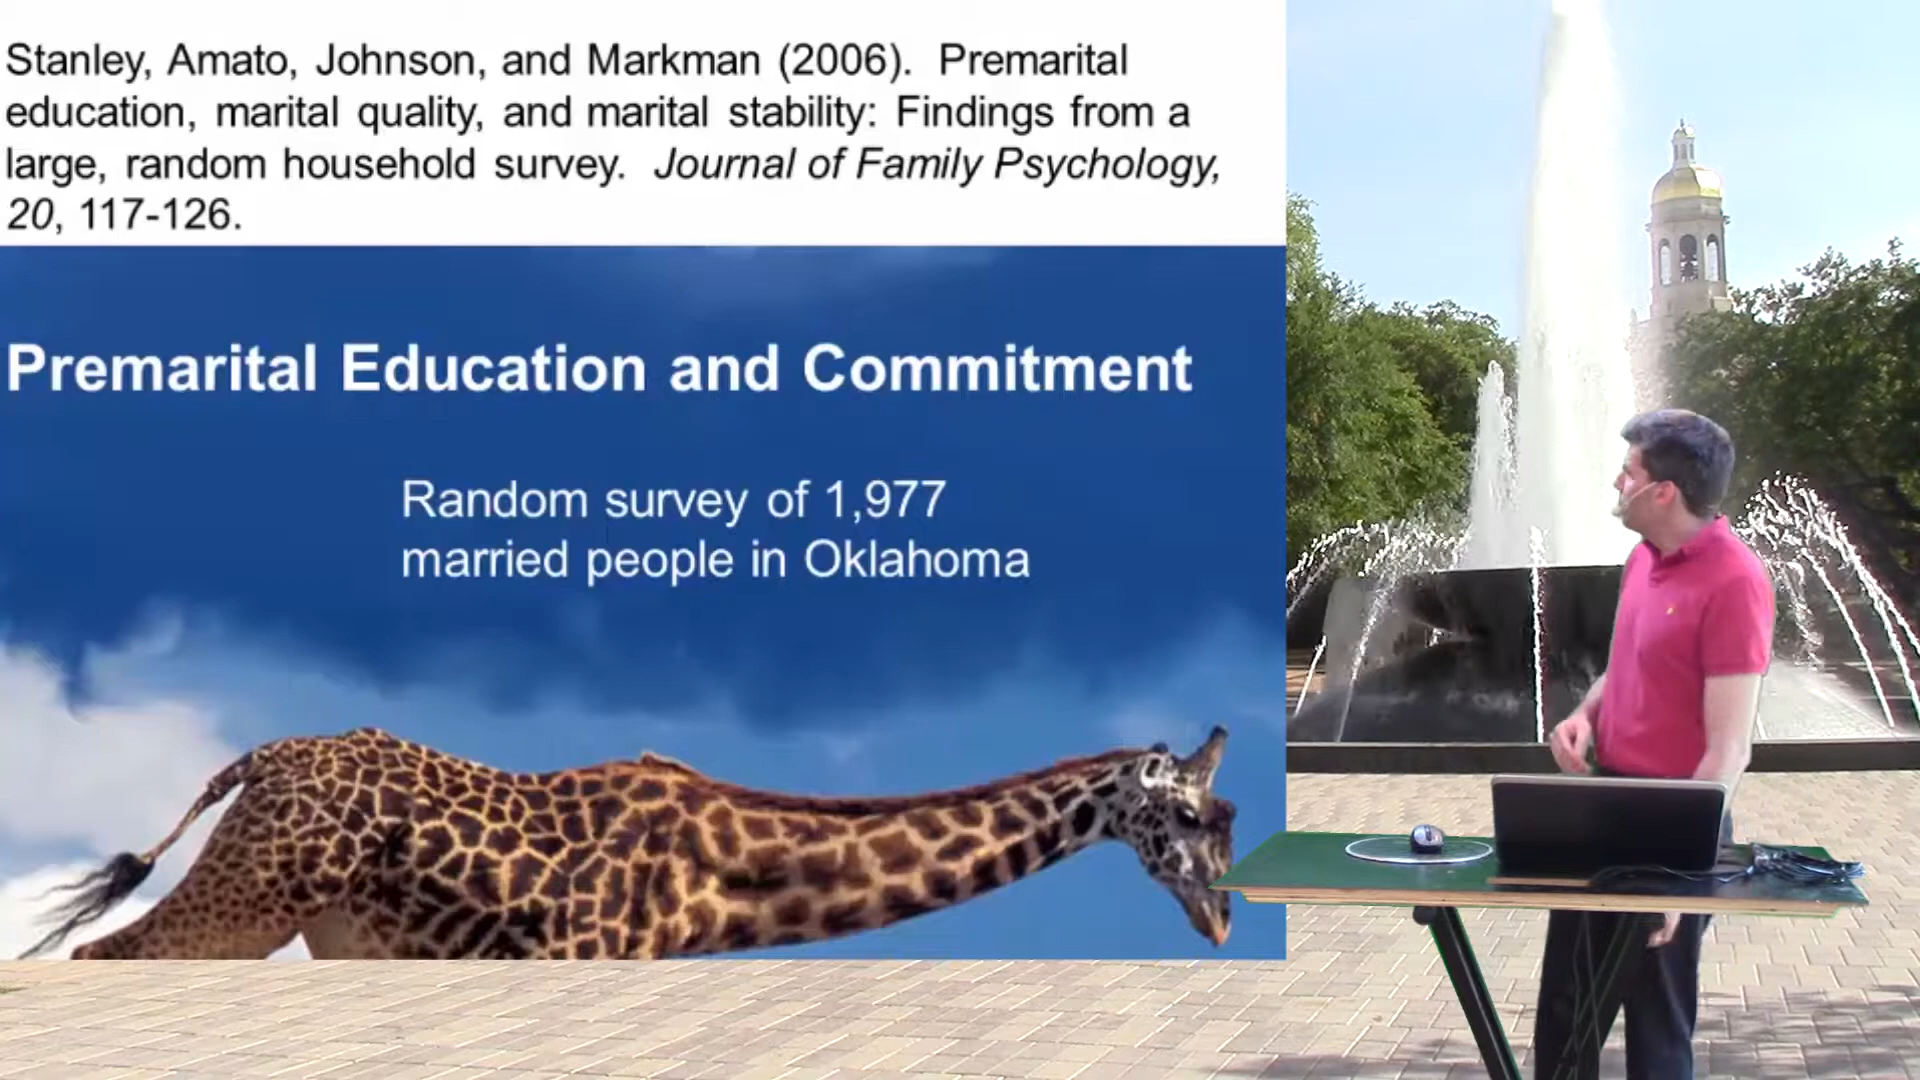 Stanley, Amato, Johnson, and Markman (2006). Premarital
education, marital quality, and marital stability: Findings from a
large, random household survey. Journal of Family Psychology,
20, 117-126.
Premarital Education and Commitment
Random survey of 1,977
married people in Oklahoma